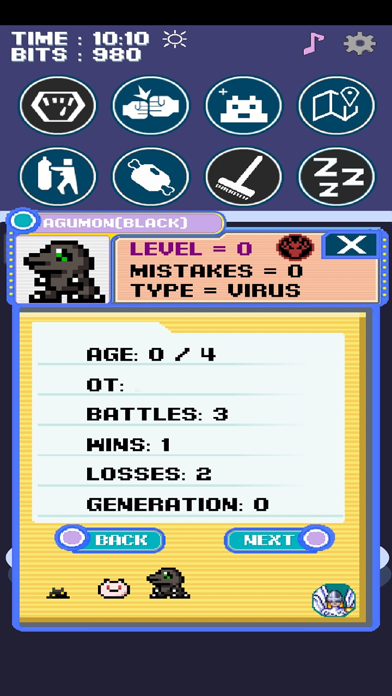 TIME : 10:10
BITS : 980
Z
Z
Z
AGUMON(BLACK)
LEVEL = 0
X
MISTAKES = 0
TYPE = VIRUS
AGE: 0 / 4
OT:
BATTLES: 3
WINS: 1
LOSSES: 2
GENERATION: 0
BACK
NEXT